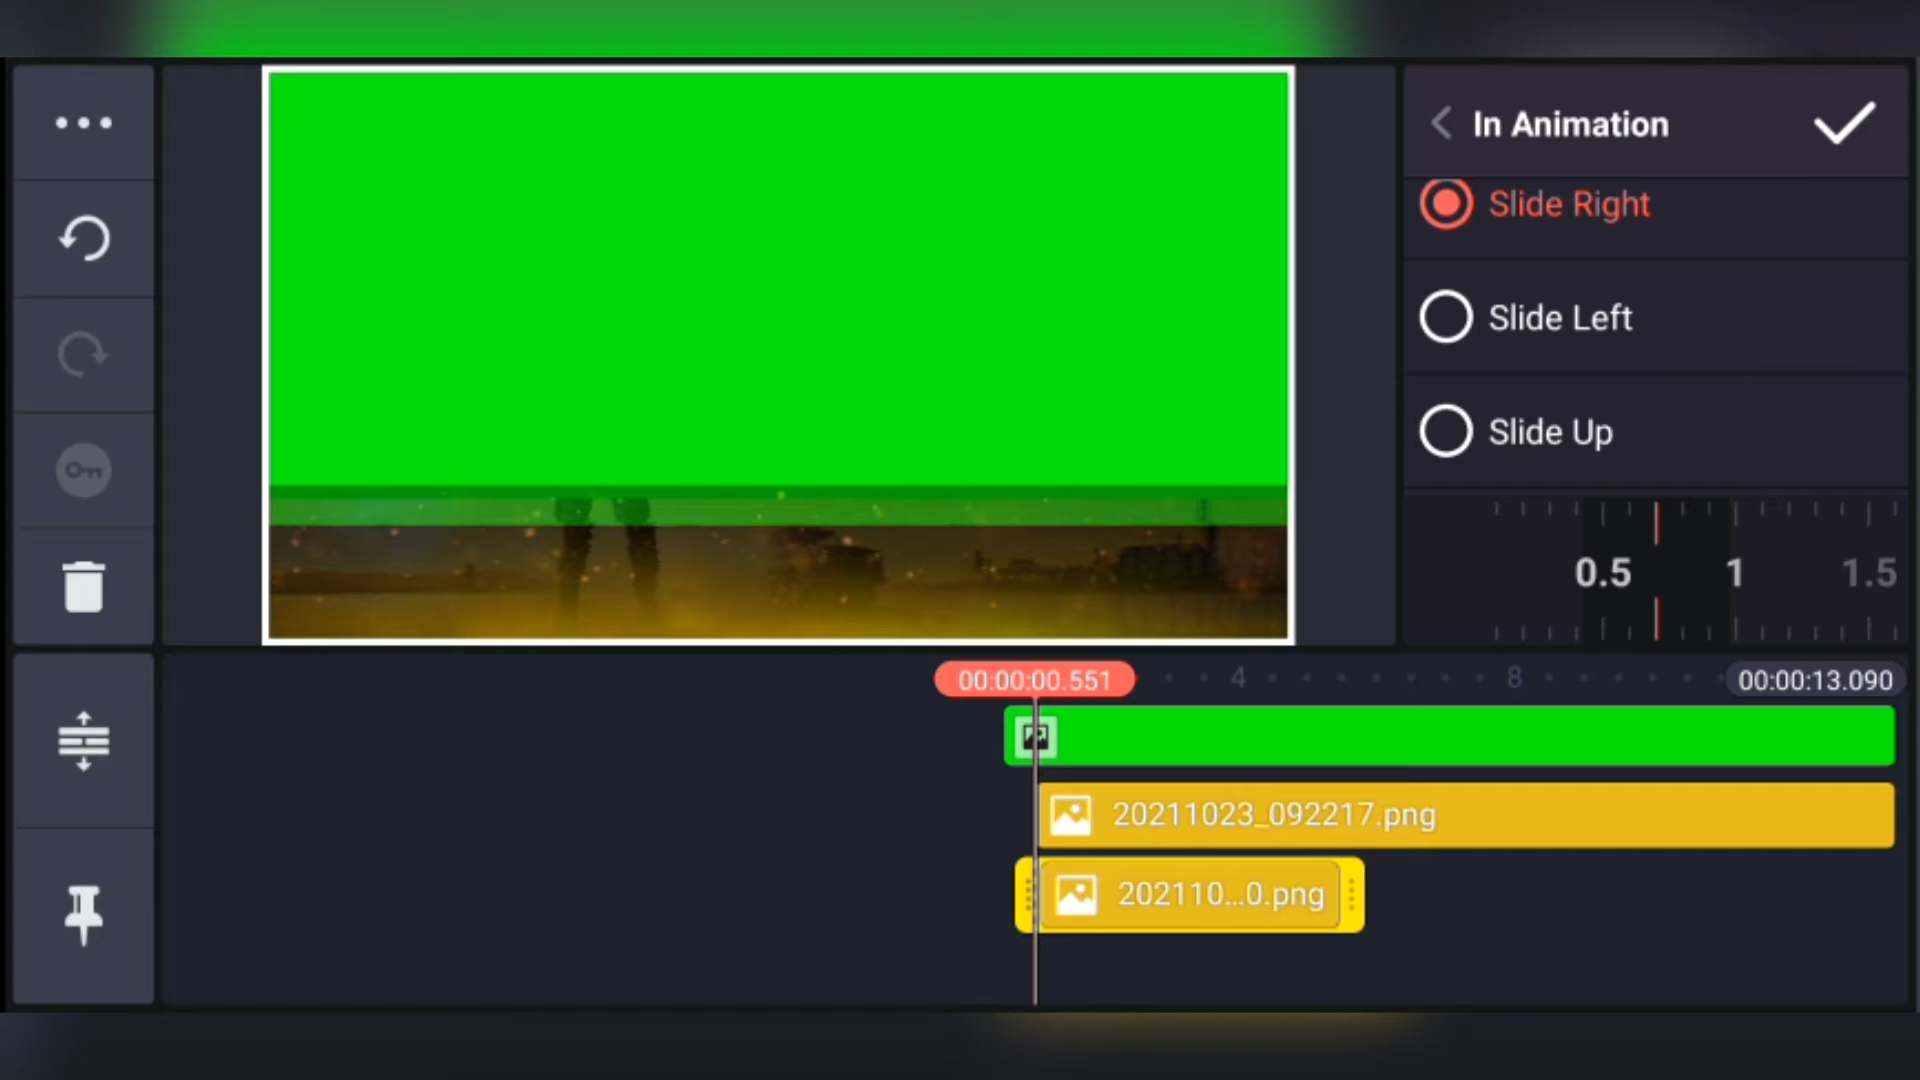 In Animation
Slide Right
Slide Left
Slide Up
0.5 1 1.5
00:00:00.551 4 8 00:00:13.090
20211023_092217.png
202110...0.png